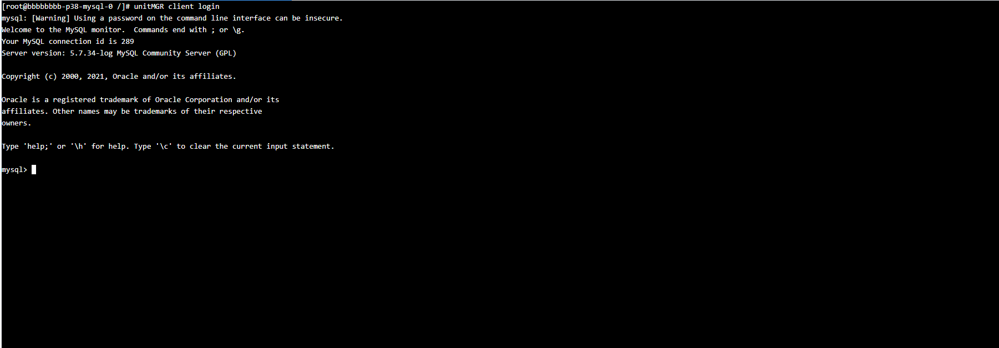 [root@bbbbbbbb-p38-mysql-0 /]# unitMGR client login
mysql: [Warning] Using a password on the command line interface can be insecure.
Welcome to the MySQL monitor.  Commands end with ; or \g.
Your MySQL connection id is 289
Server version: 5.7.34-log MySQL Community Server (GPL)
Copyright (c) 2000, 2021, Oracle and/or its affiliates.
Oracle is a registered trademark of Oracle Corporation and/or its
affiliates. Other names may be trademarks of their respective
owners.
Type 'help;' or '\h' for help. Type '\c' to clear the current input statement.
mysql>